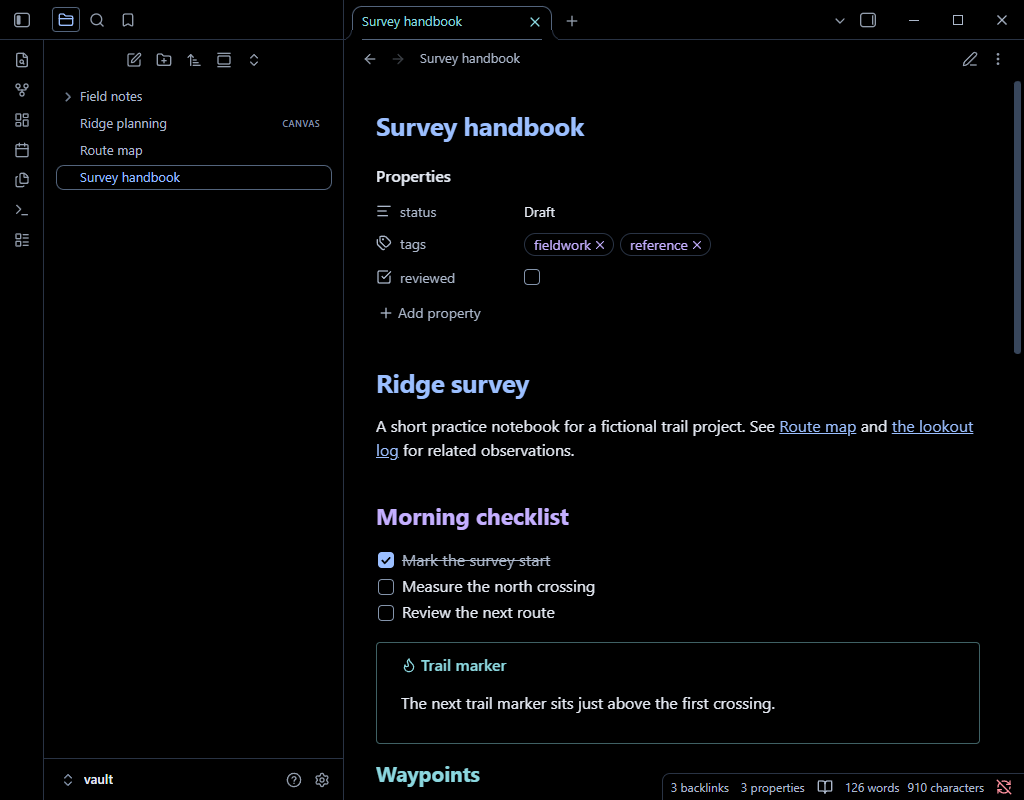 Survey handbook
Survey handbook
Field notes
Ridge planning CANVAS
Route map
Survey handbook
Survey handbook
Properties
status Draft
tags fieldwork reference
reviewed
Add property
Ridge survey
A short practice notebook for a fictional trail project. See Route map and the lookout
log for related observations.
Morning checklist
Mark the survey start
Measure the north crossing
Review the next route
Trail marker
The next trail marker sits just above the first crossing.
Waypoints
vault
3 backlinks 3 properties 126 words 910 characters